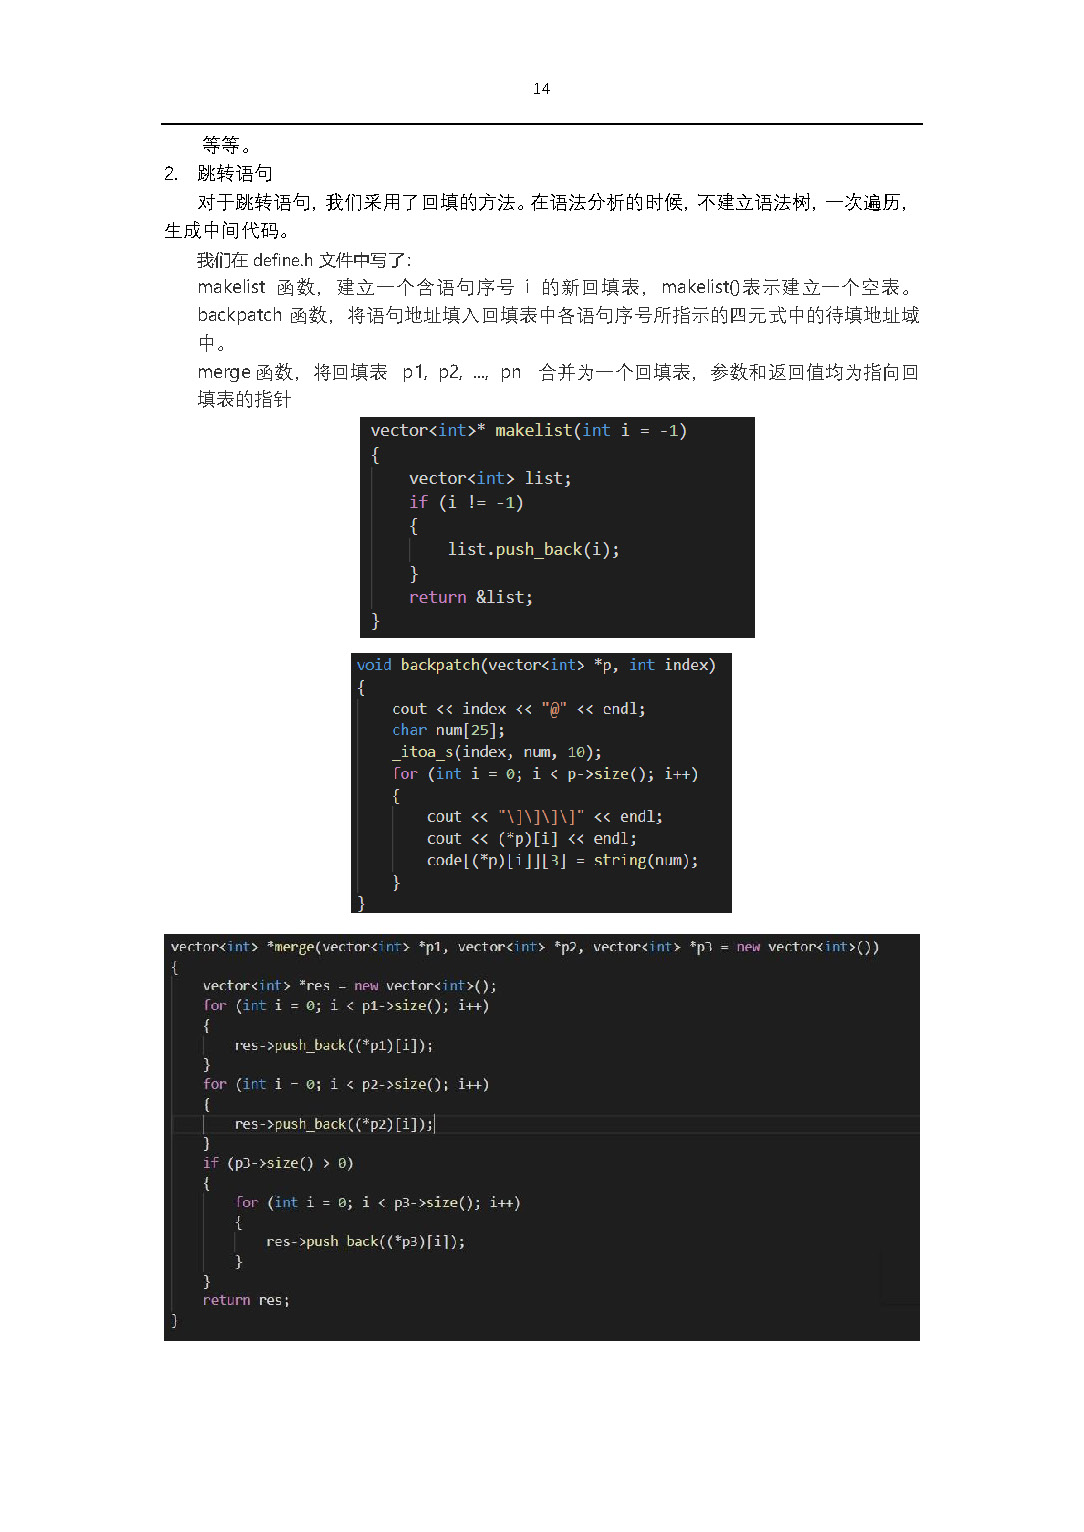 14
等等。
2. 跳转语句
对于跳转语句, 我们采用了回填的方法。在语法分析的时候, 不建立语法树, 一次遍历,
生成中间代码。
我们在 define.h 文件中写了:
makelist 函数, 建立一个含语句序号 i 的新回填表, makelist()表示建立一个空表。
backpatch 函数, 将语句地址填入回填表中各语句序号所指示的四元式中的待填地址域
中。
merge 函数, 将回填表 p1, p2, ..., pn 合并为一个回填表, 参数和返回值均为指向回
填表的指针
vector<int>* makelist(int i = -1)
{
vector<int> list;
if (i != -1)
{
list.push_back(i);
}
return &list;
}
void backpatch(vector<int> *p, int index)
{
cout << index << "@" << endl;
char num[25];
_itoa_s(index, num, 10);
for (int i = 0; i < p->size(); i++)
{
cout << "\]\]\]\]" << endl;
cout << (*p)[i] << endl;
code[(*p)[i]][3] = string(num);
}
}
vector<int> *merge(vector<int> *p1, vector<int> *p2, vector<int> *p3 = new vector<int>())
{
vector<int> *res = new vector<int>();
for (int i = 0; i < p1->size(); i++)
{
res->push_back((*p1)[i]);
}
for (int i = 0; i < p2->size(); i++)
{
res->push_back((*p2)[i]);
}
if (p3->size() > 0)
{
for (int i = 0; i < p3->size(); i++)
{
res->push_back((*p3)[i]);
}
}
return res;
}